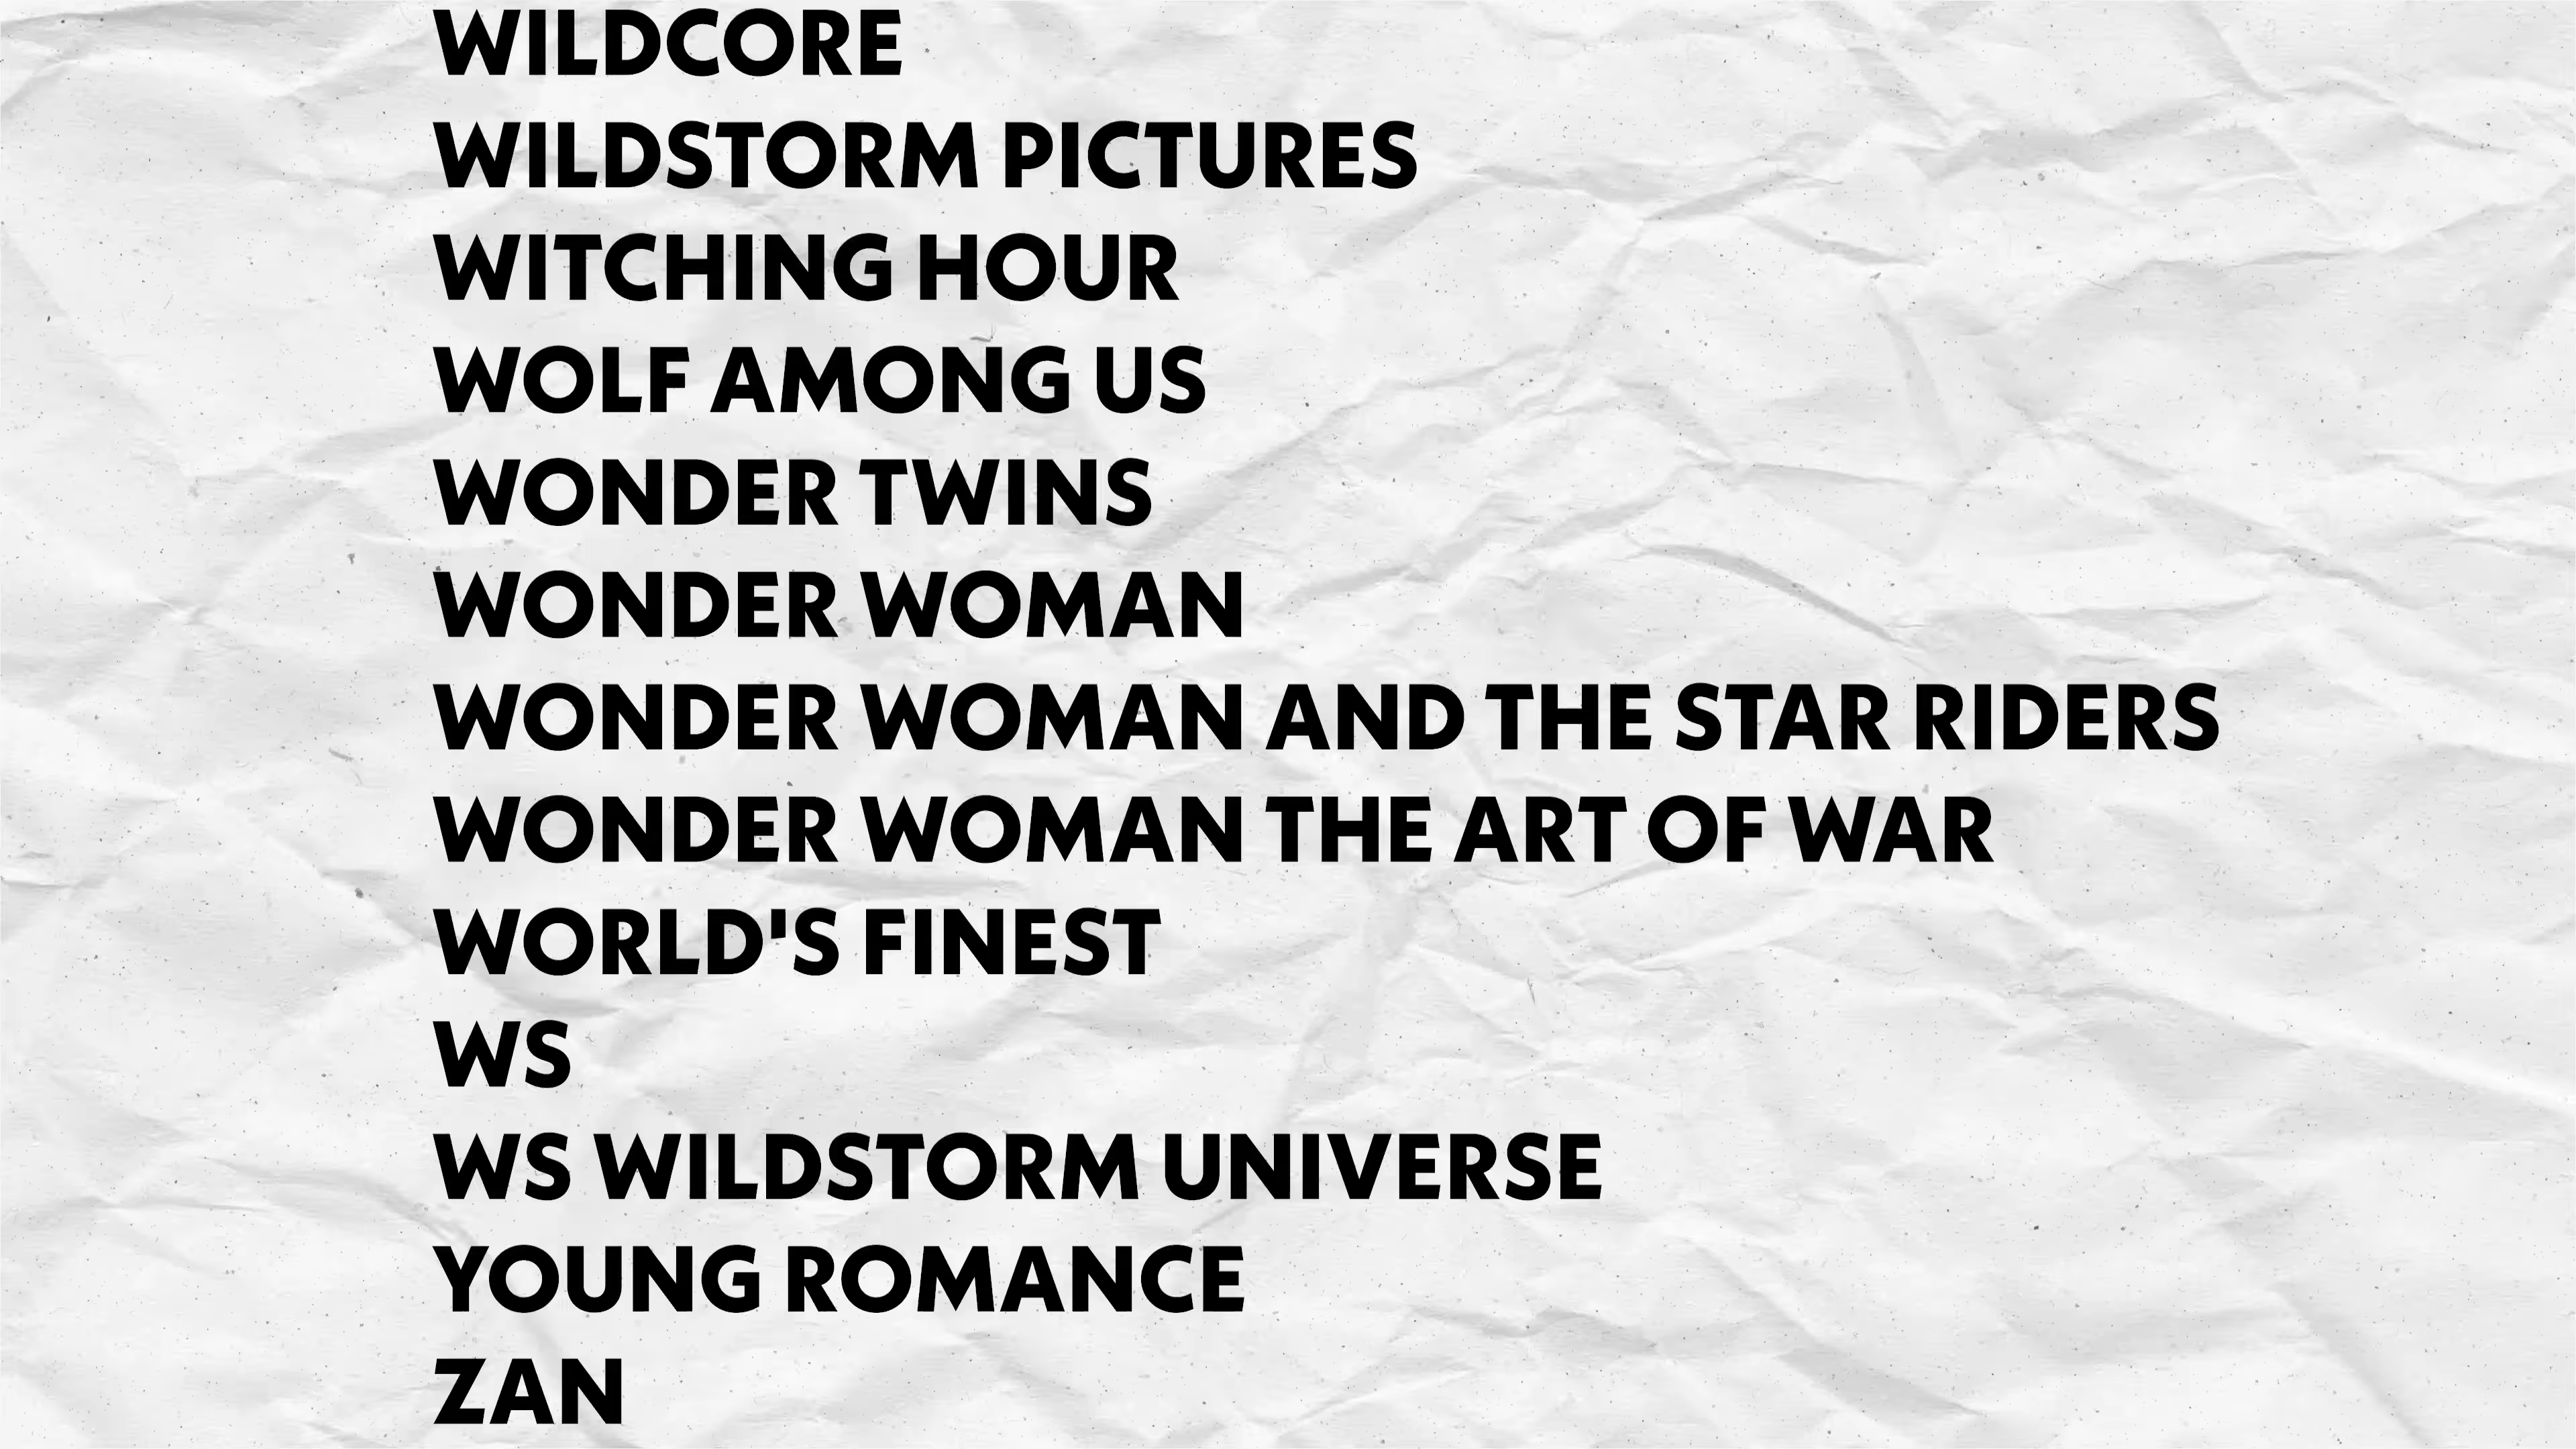 WILDCORE
WILDSTORM PICTURES
WITCHING HOUR
WOLF AMONG US
WONDER TWINS
WONDER WOMAN
WONDER WOMAN AND THE STAR RIDERS
WONDER WOMAN THE ART OF WAR
WORLD'S FINEST
WS
WS WILDSTORM UNIVERSE
YOUNG ROMANCE
ZAN